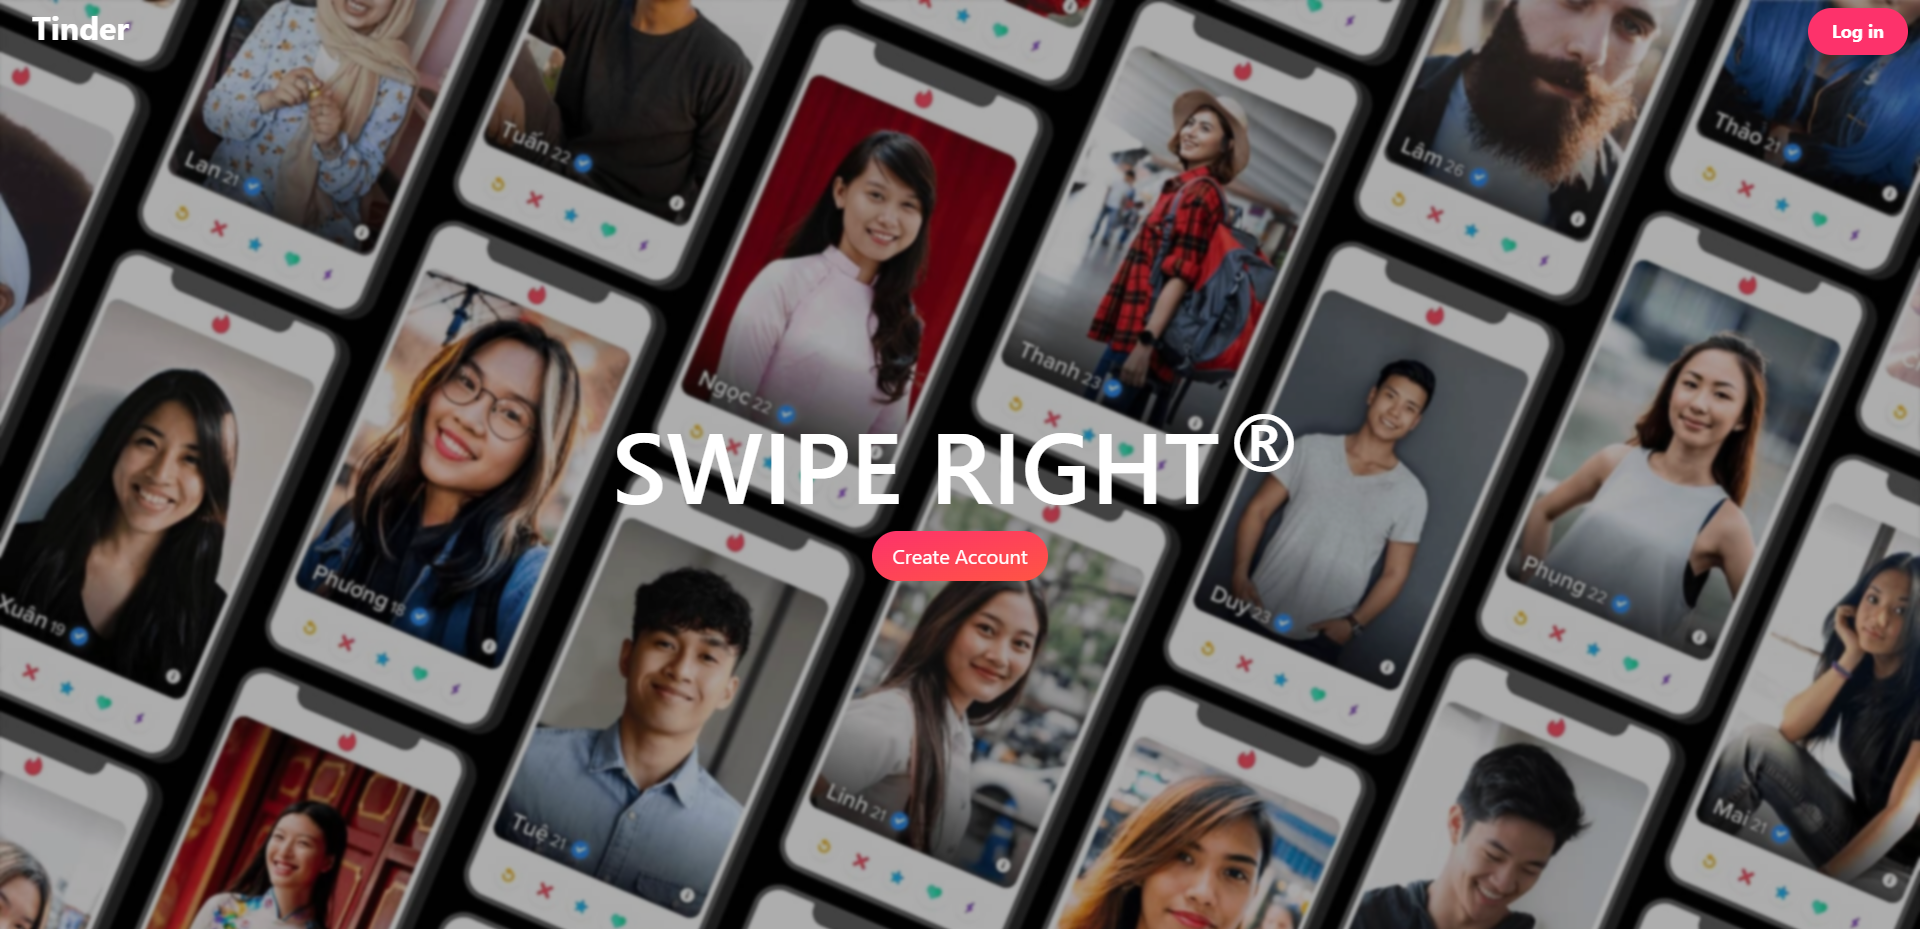 Tinder
Log in
Lan 21
Tuấn 22
Lâm 26
Thảo 21
Ngọc 22
Thanh 23
SWIPE RIGHT®
Create Account
Xuân 19
Phương 18
Duy 23
Phụng 22
Tuệ 21
Linh 21
Mai 21